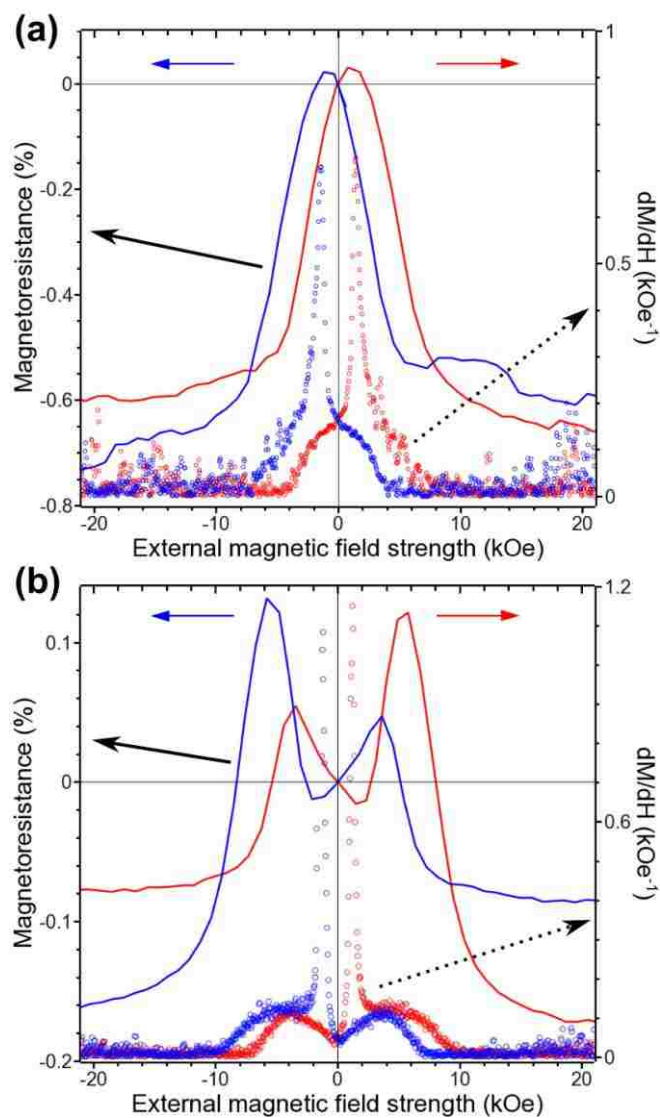 (a)
1
0
-0.2
-0.4
-0.6
-0.8
Magnetoresistance (%)
0.5
0
dM/dH (kOe-1)
-20 -10 0 10 20
External magnetic field strength (kOe)
(b)
1.2
0.1
0
-0.1
-0.2
Magnetoresistance (%)
0.6
0
dM/dH (kOe-1)
-20 -10 0 10 20
External magnetic field strength (kOe)